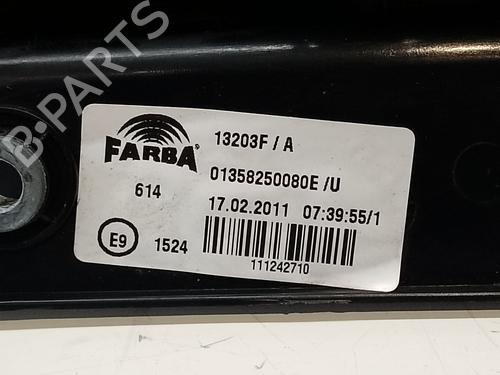 B-PARTS
FARBA
13203F / A
01358250080E /U
614
17.02.2011 07:39:55/1
E9
1524
111242710